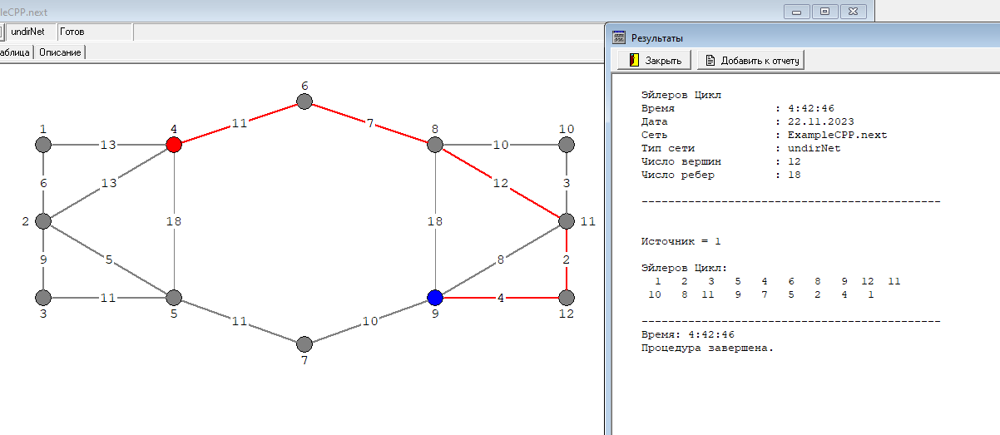 leCPP.next
undirNet Готов
аблица Описание
6
11 7
1 4 8 10
13 10
6 13 12 3
2 18 18 11
9 5 8 2
11 4
3 5 9 12
11 10
7
Результаты
Закрыть Добавить к отчету
Эйлеров Цикл
Время : 4:42:46
Дата : 22.11.2023
Сеть : ExampleCPP.next
Тип сети : undirNet
Число вершин : 12
Число ребер : 18
---------------------------------------------
Источник = 1
Эйлеров Цикл:
1 2 3 5 4 6 8 9 12 11
10 8 11 9 7 5 2 4 1
---------------------------------------------
Время: 4:42:46
Процедура завершена.